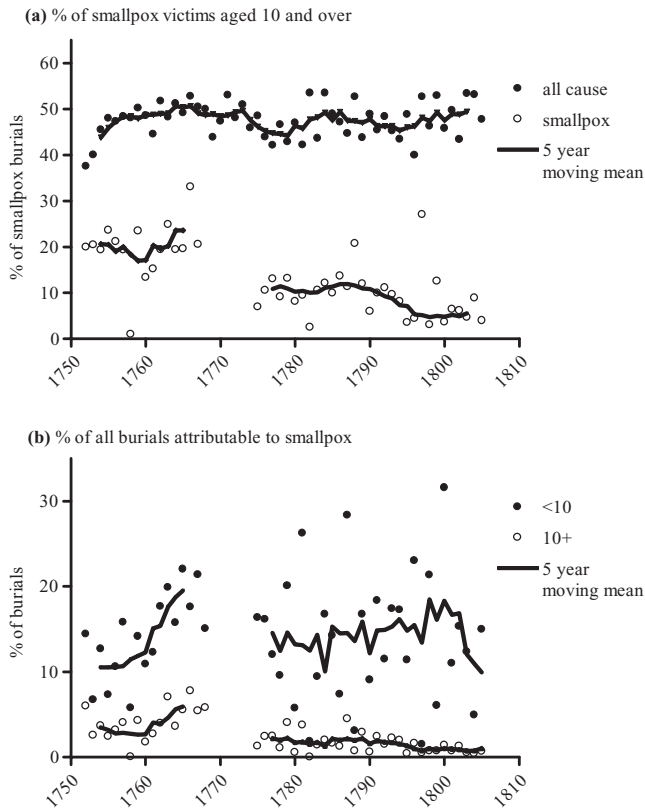 (a) % of smallpox victims aged 10 and over
% of smallpox burials
60
50
40
30
20
10
0
1750
1760
1770
1780
1790
1800
1810
all cause
smallpox
5 year
moving mean
(b) % of all burials attributable to smallpox
% of burials
30
20
10
0
1750
1760
1770
1780
1790
1800
1810
<10
10+
5 year
moving mean